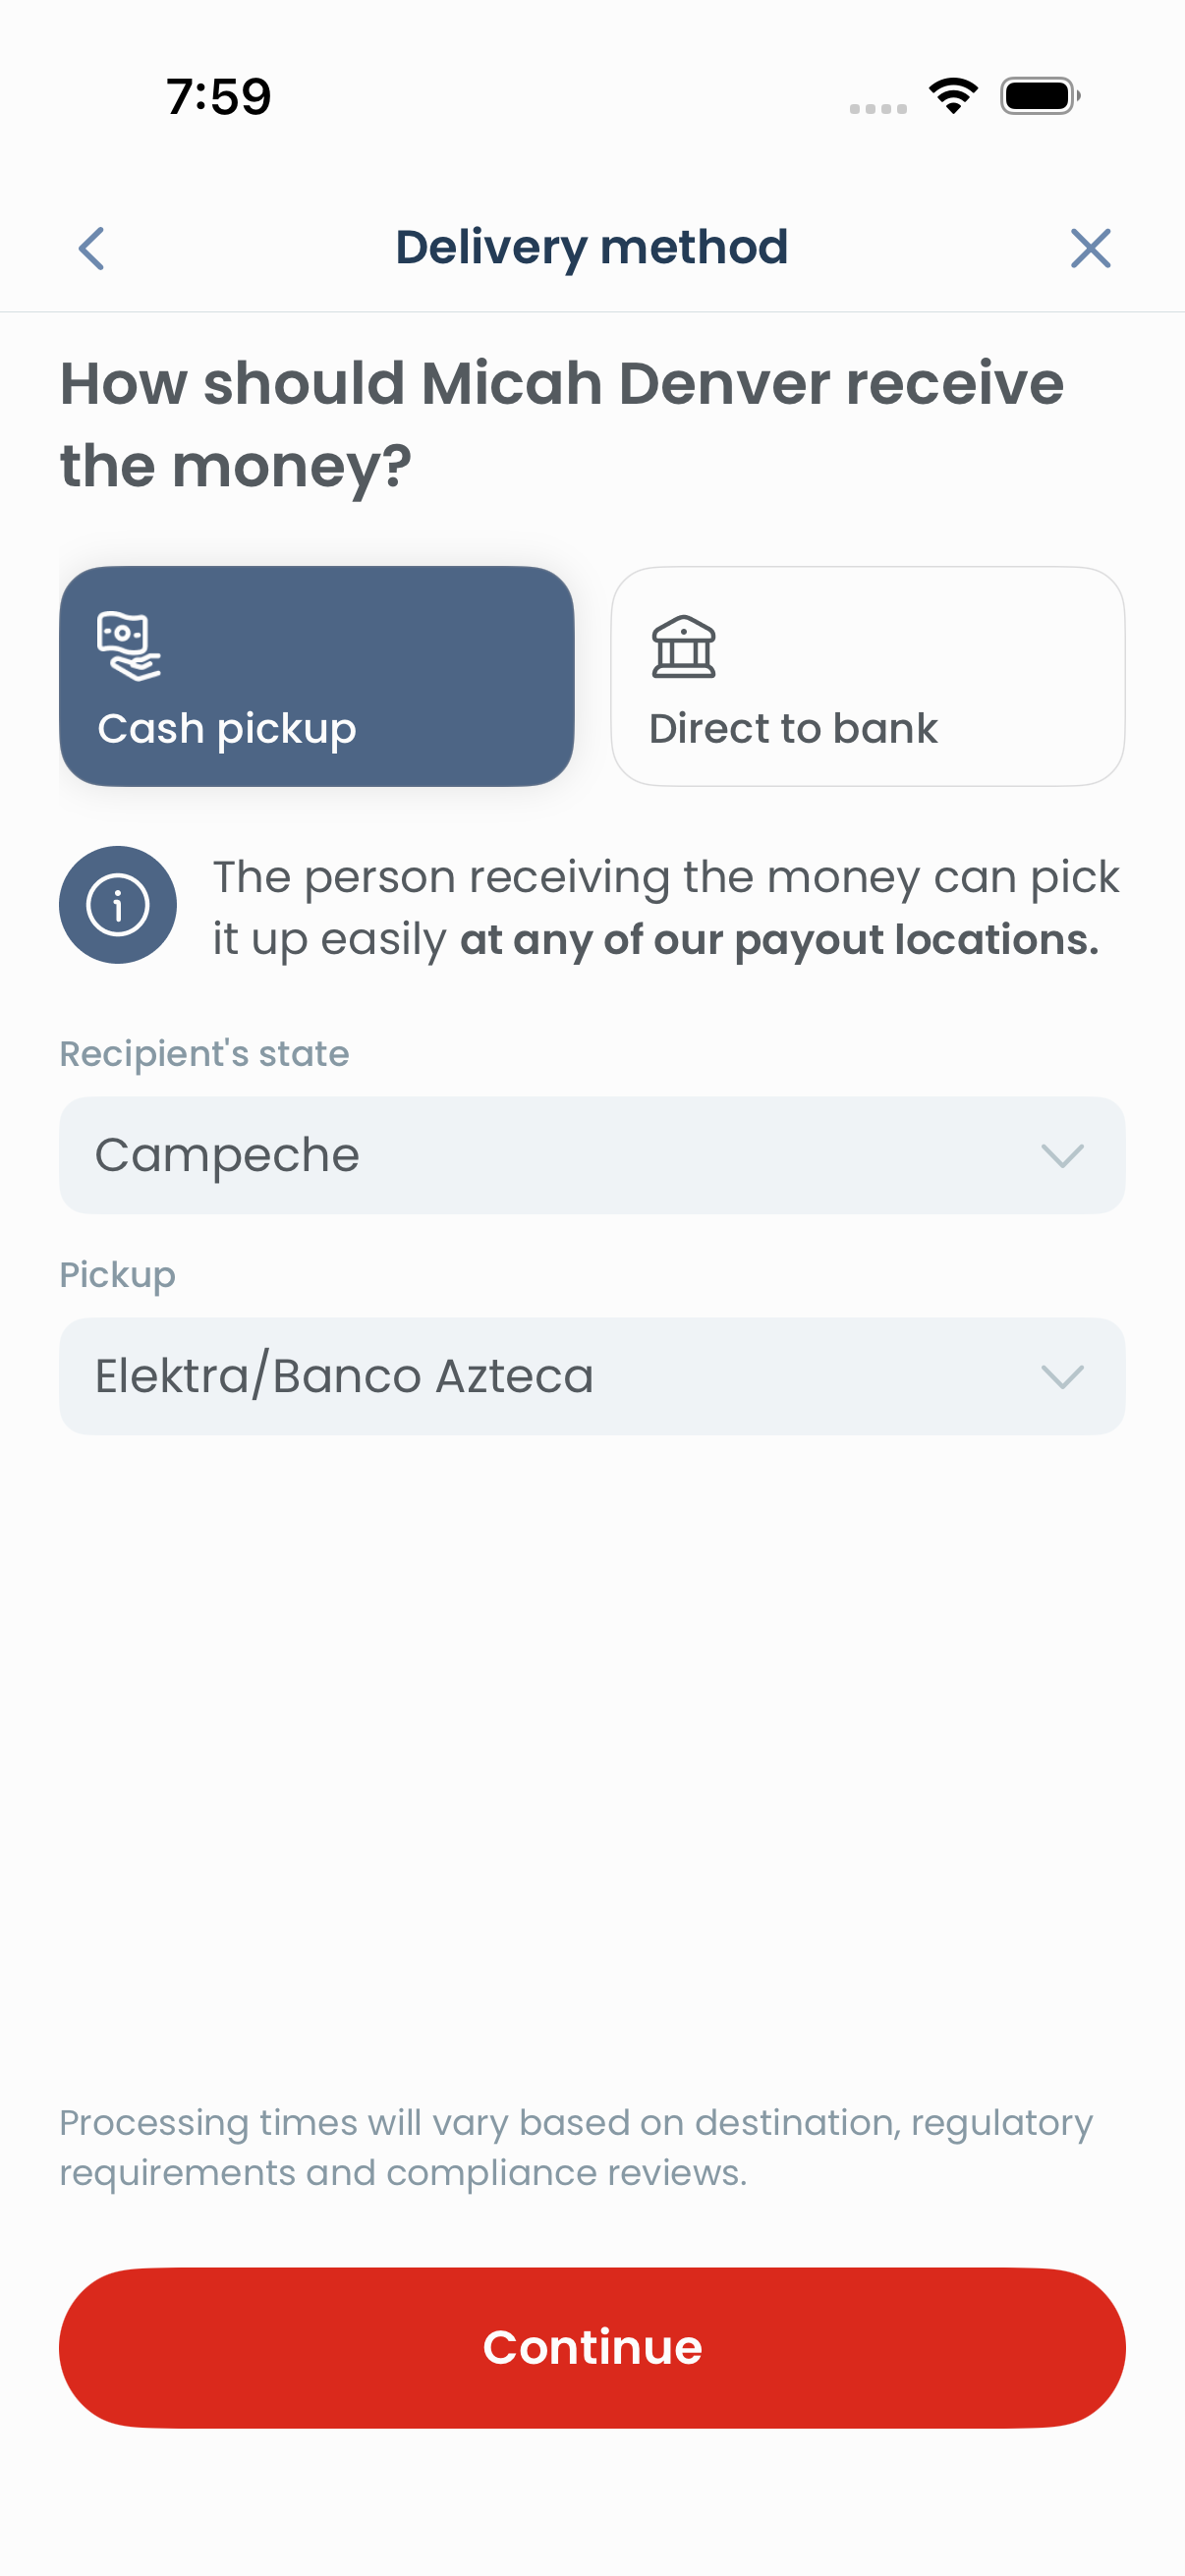 7:59
Delivery method
How should Micah Denver receive
the money?
Cash pickup
Direct to bank
The person receiving the money can pick
it up easily at any of our payout locations.
Recipient's state
Campeche
Pickup
Elektra/Banco Azteca
Processing times will vary based on destination, regulatory
requirements and compliance reviews.
Continue